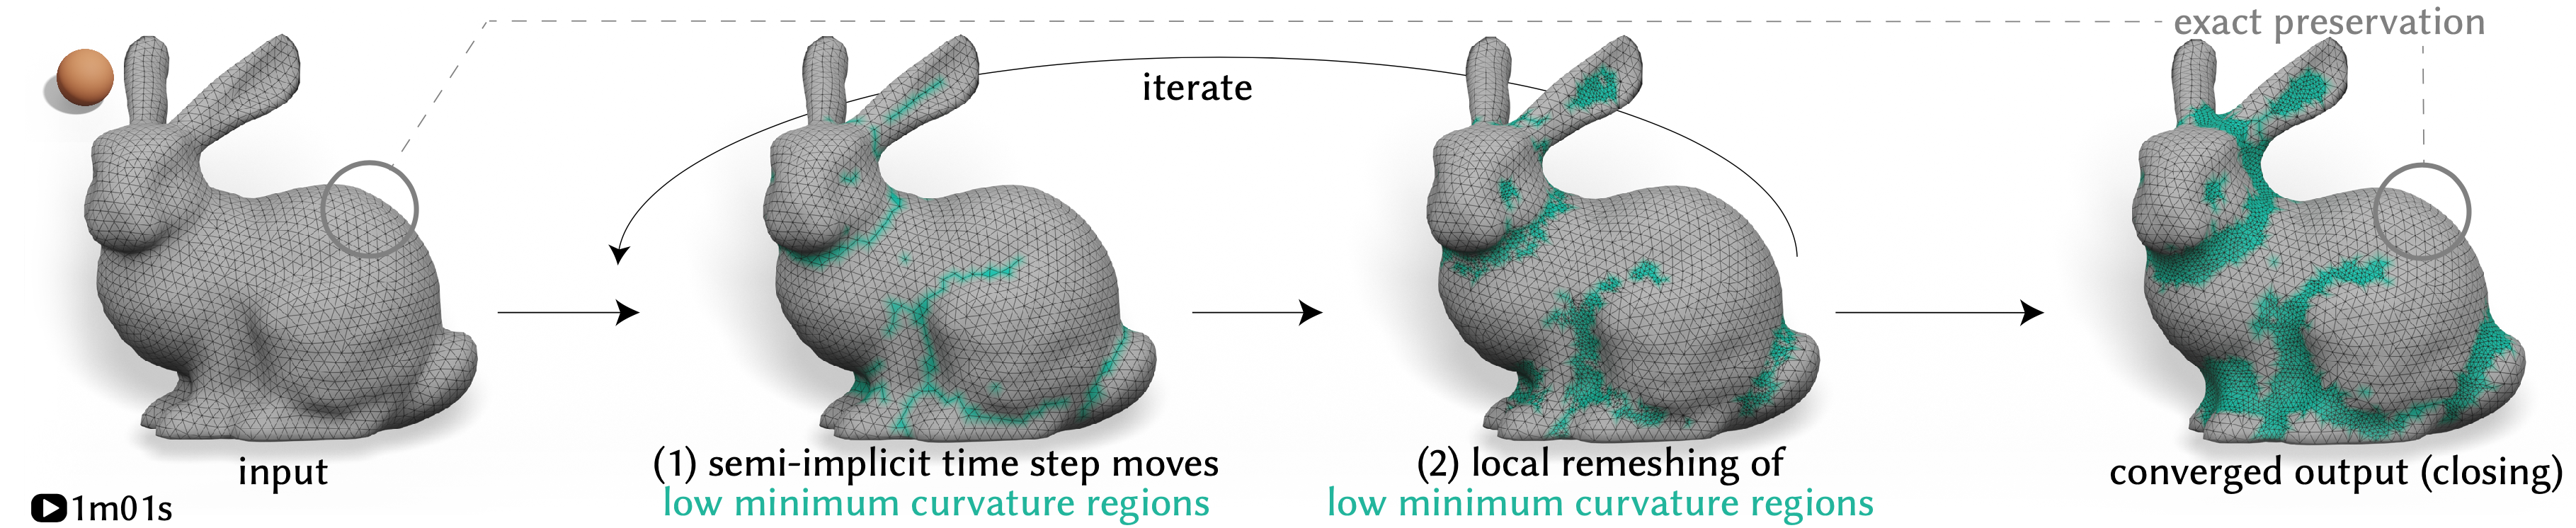 exact preservation
iterate
input
(1) semi-implicit time step moves
low minimum curvature regions
(2) local remeshing of
low minimum curvature regions
converged output (closing)
1m01s